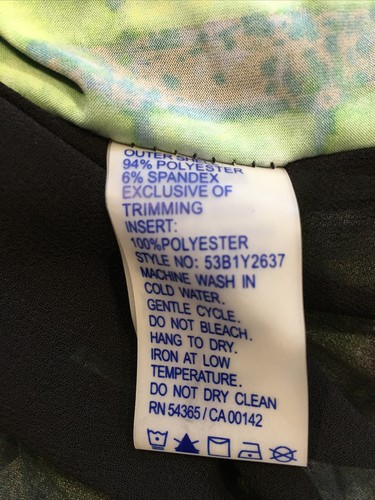 OUTER SHELL:
94% POLYESTER
6% SPANDEX
EXCLUSIVE OF
TRIMMING
INSERT:
100%POLYESTER
STYLE NO: 53B1Y2637
MACHINE WASH IN
COLD WATER.
GENTLE CYCLE.
DO NOT BLEACH.
HANG TO DRY.
IRON AT LOW
TEMPERATURE.
DO NOT DRY CLEAN
RN 54365 / CA 00142